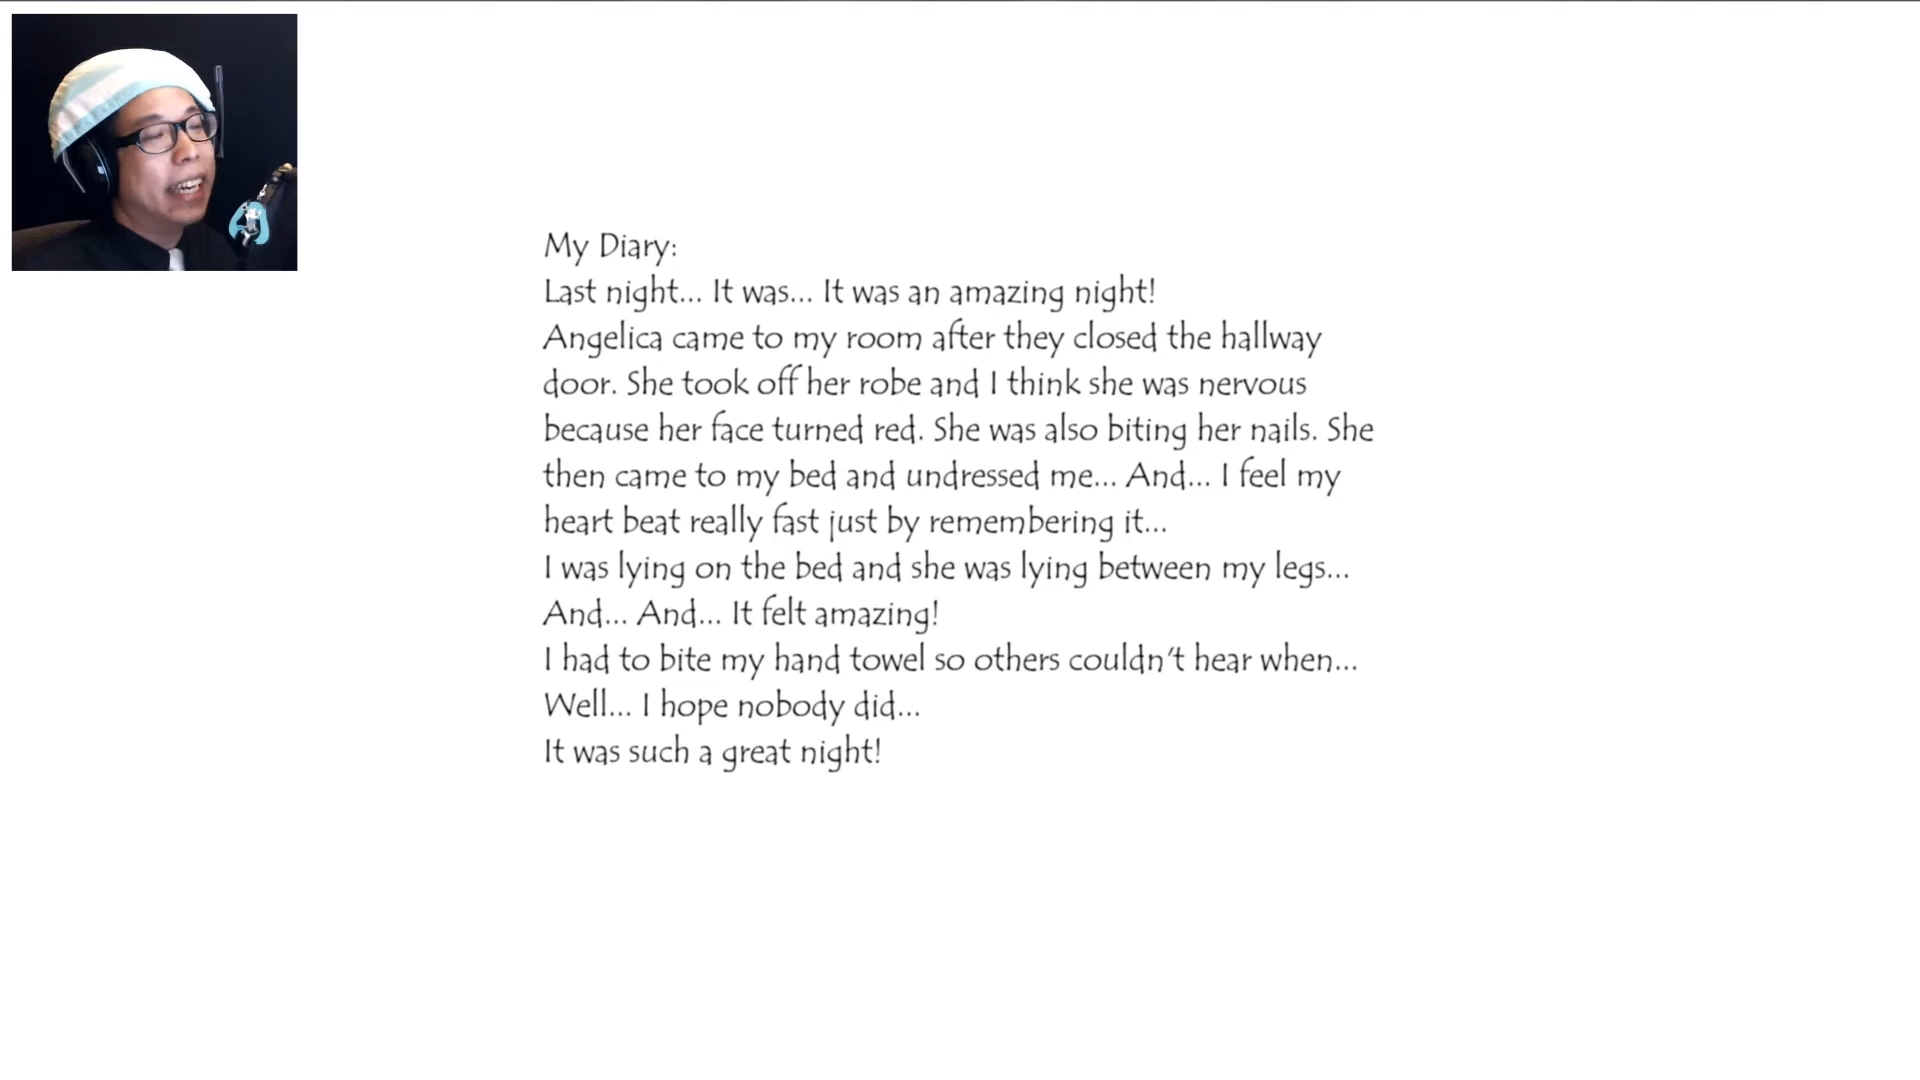 My Diary:
Last night... It was... It was an amazing night!
Angelica came to my room after they closed the hallway
door. She took off her robe and I think she was nervous
because her face turned red. She was also biting her nails. She
then came to my bed and undressed me... And... I feel my
heart beat really fast just by remembering it...
I was lying on the bed and she was lying between my legs...
And... And... It felt amazing!
I had to bite my hand towel so others couldn't hear when...
Well... I hope nobody did...
It was such a great night!